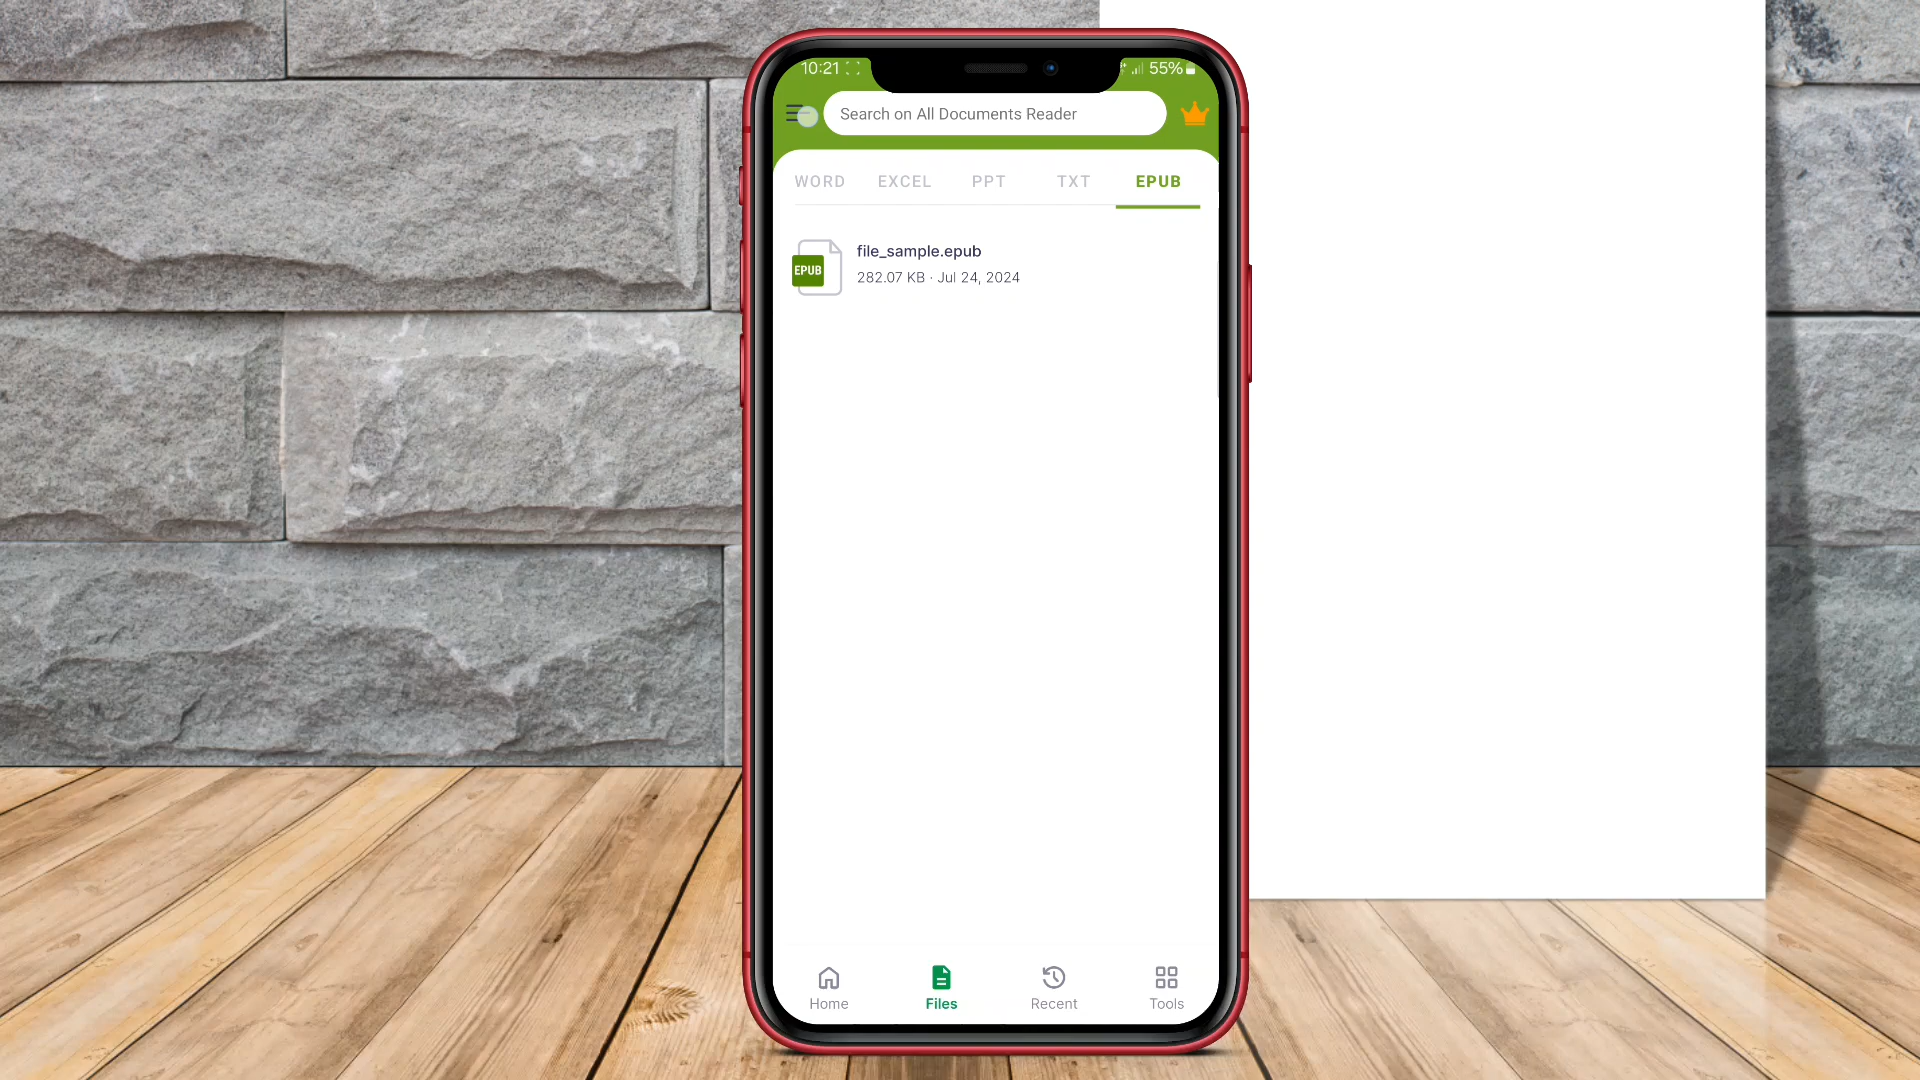 10:21 55%
Search on All Documents Reader
WORD EXCEL PPT TXT EPUB
file_sample.epub
EPUB
282.07 KB · Jul 24, 2024
Home Files Recent Tools